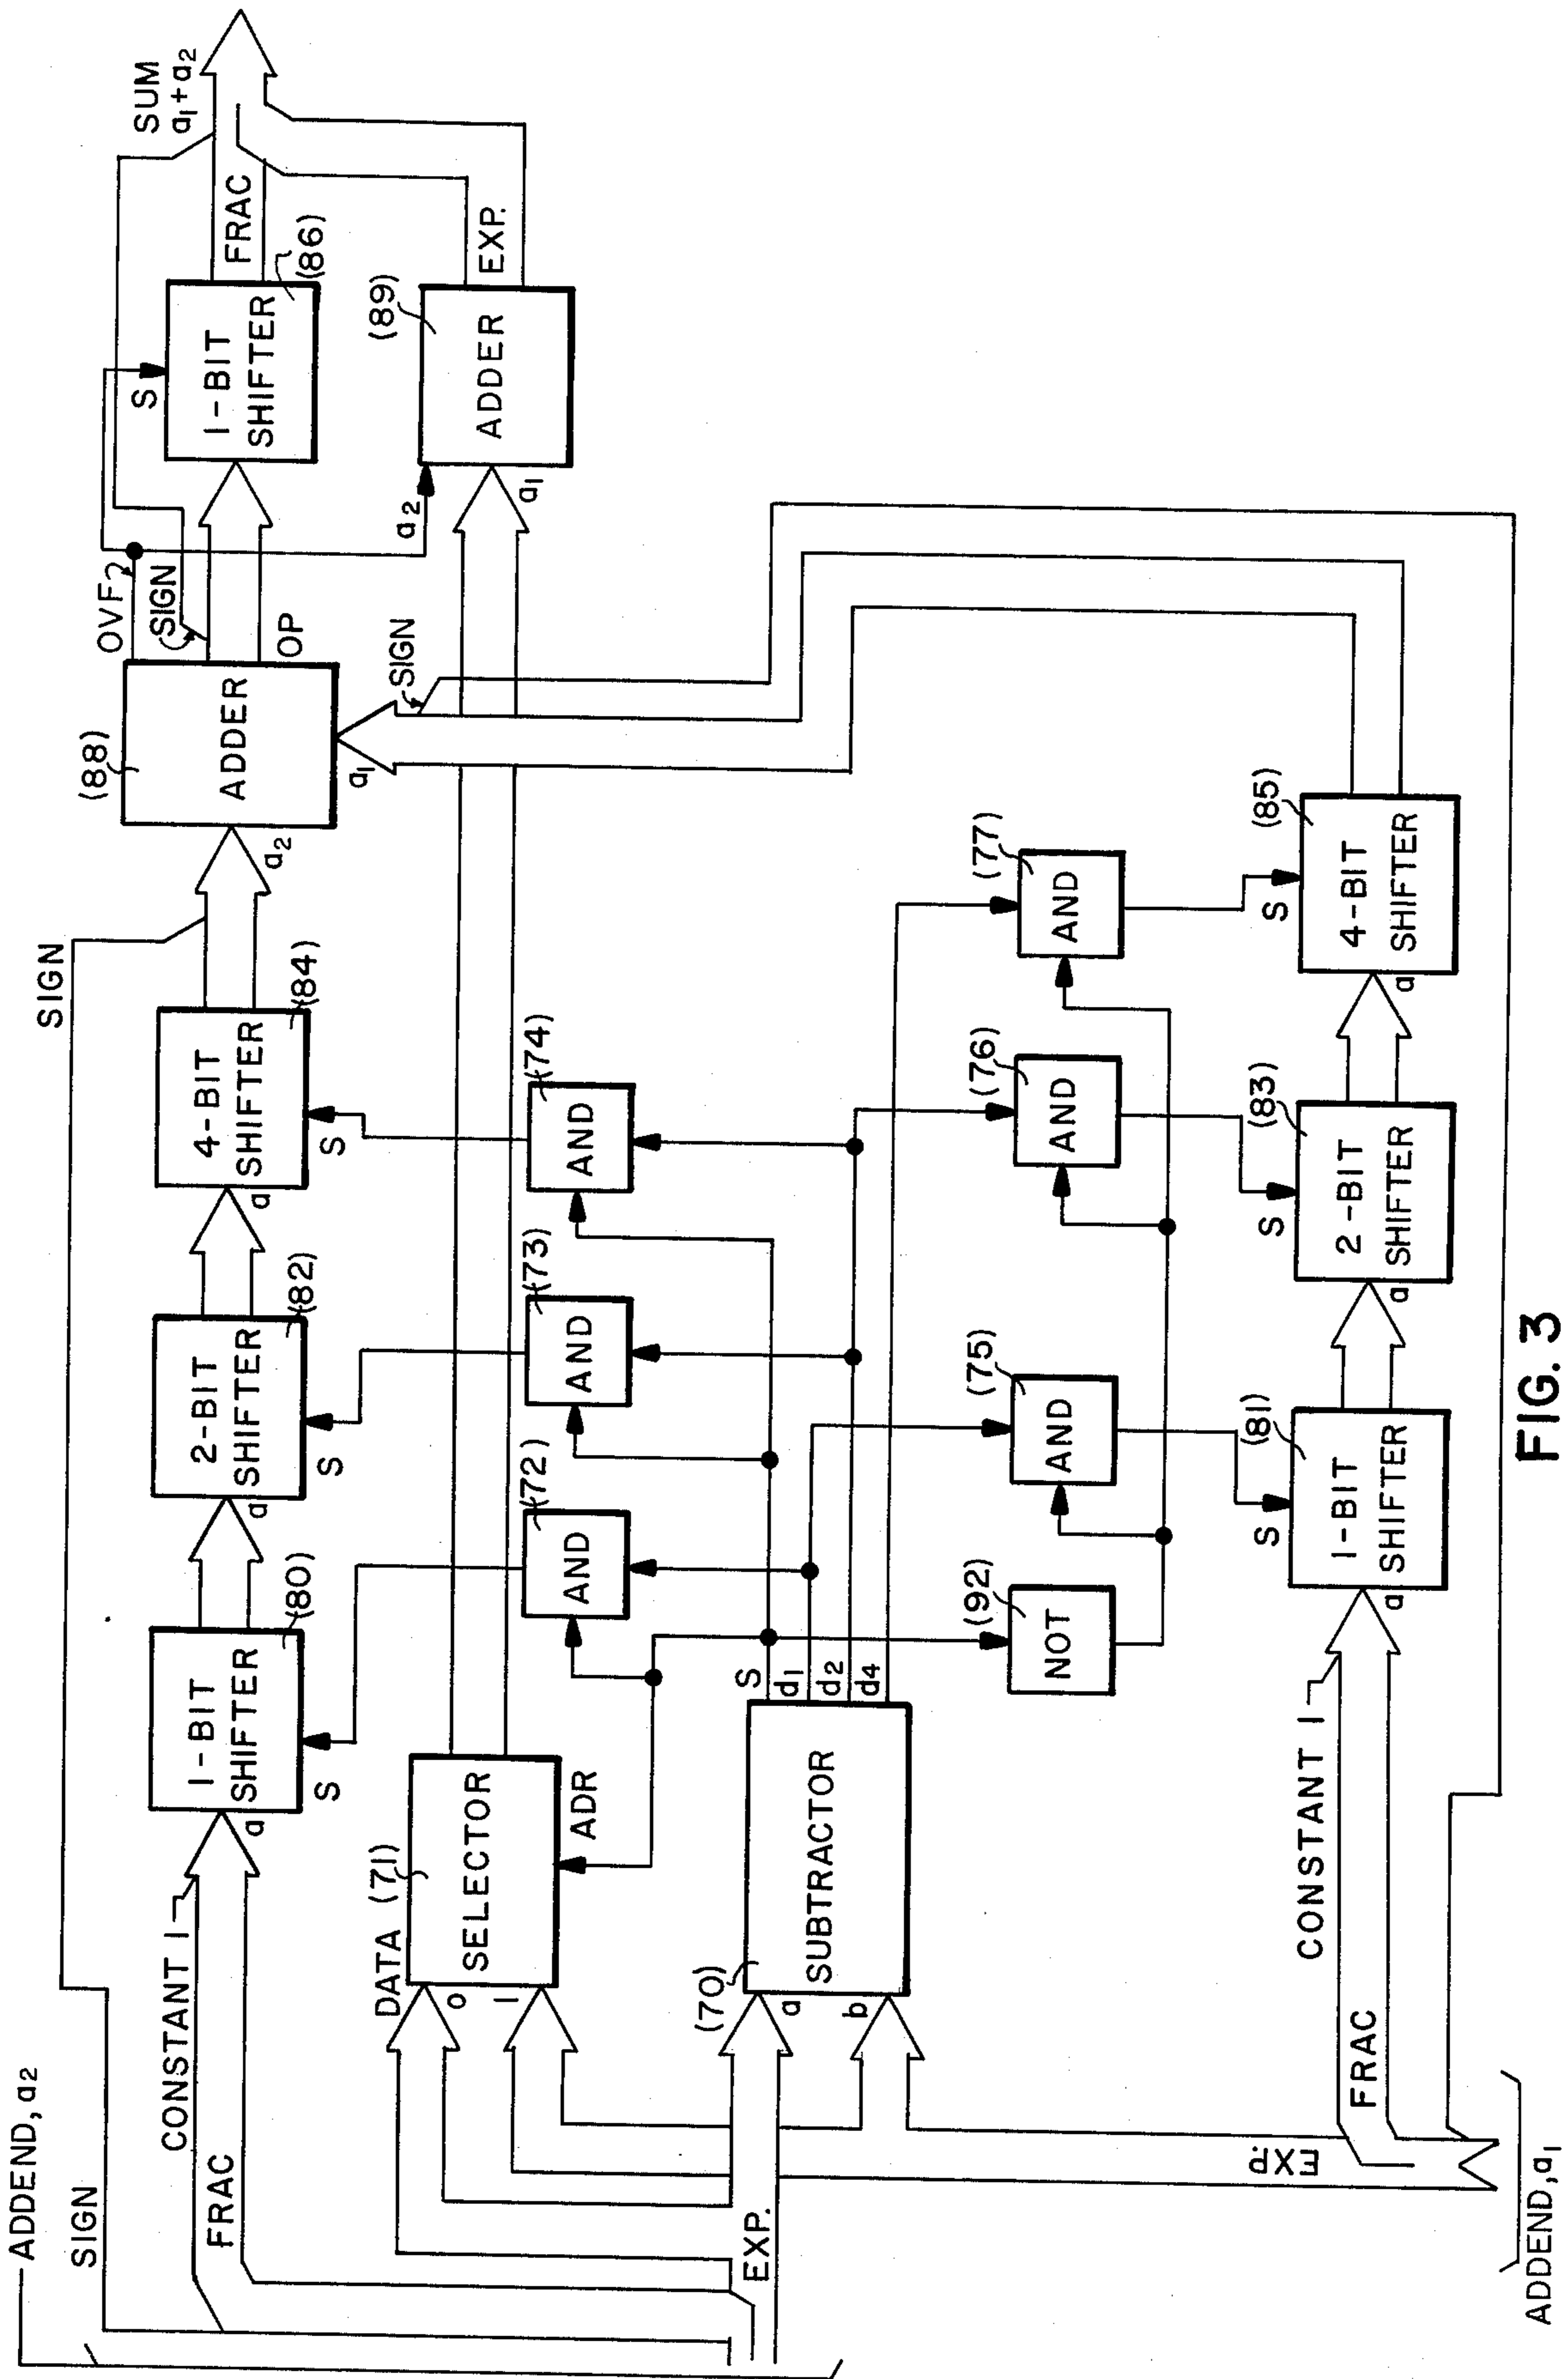 ADDEND, a2
SIGN
SIGN
CONSTANT 1
FRAC
1-BIT
SHIFTER
(80)
a
S
2-BIT
SHIFTER
(82)
a
S
4-BIT
SHIFTER
(84)
a
S
(88)
ADDER
a2
a1
OVF
SIGN
OP
S
1-BIT
SHIFTER
(86)
FRAC
SUM
a1+a2
DATA
(71)
0
1
SELECTOR
ADR
SIGN
a2
a1
(89)
ADDER
EXP.
(72)
AND
(73)
AND
(74)
AND
EXP.
(70)
a
b
SUBTRACTOR
S
d1
d2
d4
(92)
NOT
(75)
AND
(76)
AND
(77)
AND
EXP.
CONSTANT 1
FRAC
1-BIT
SHIFTER
(81)
a
S
2-BIT
SHIFTER
(83)
a
S
4-BIT
SHIFTER
(85)
a
S
ADDEND, a1
FIG. 3